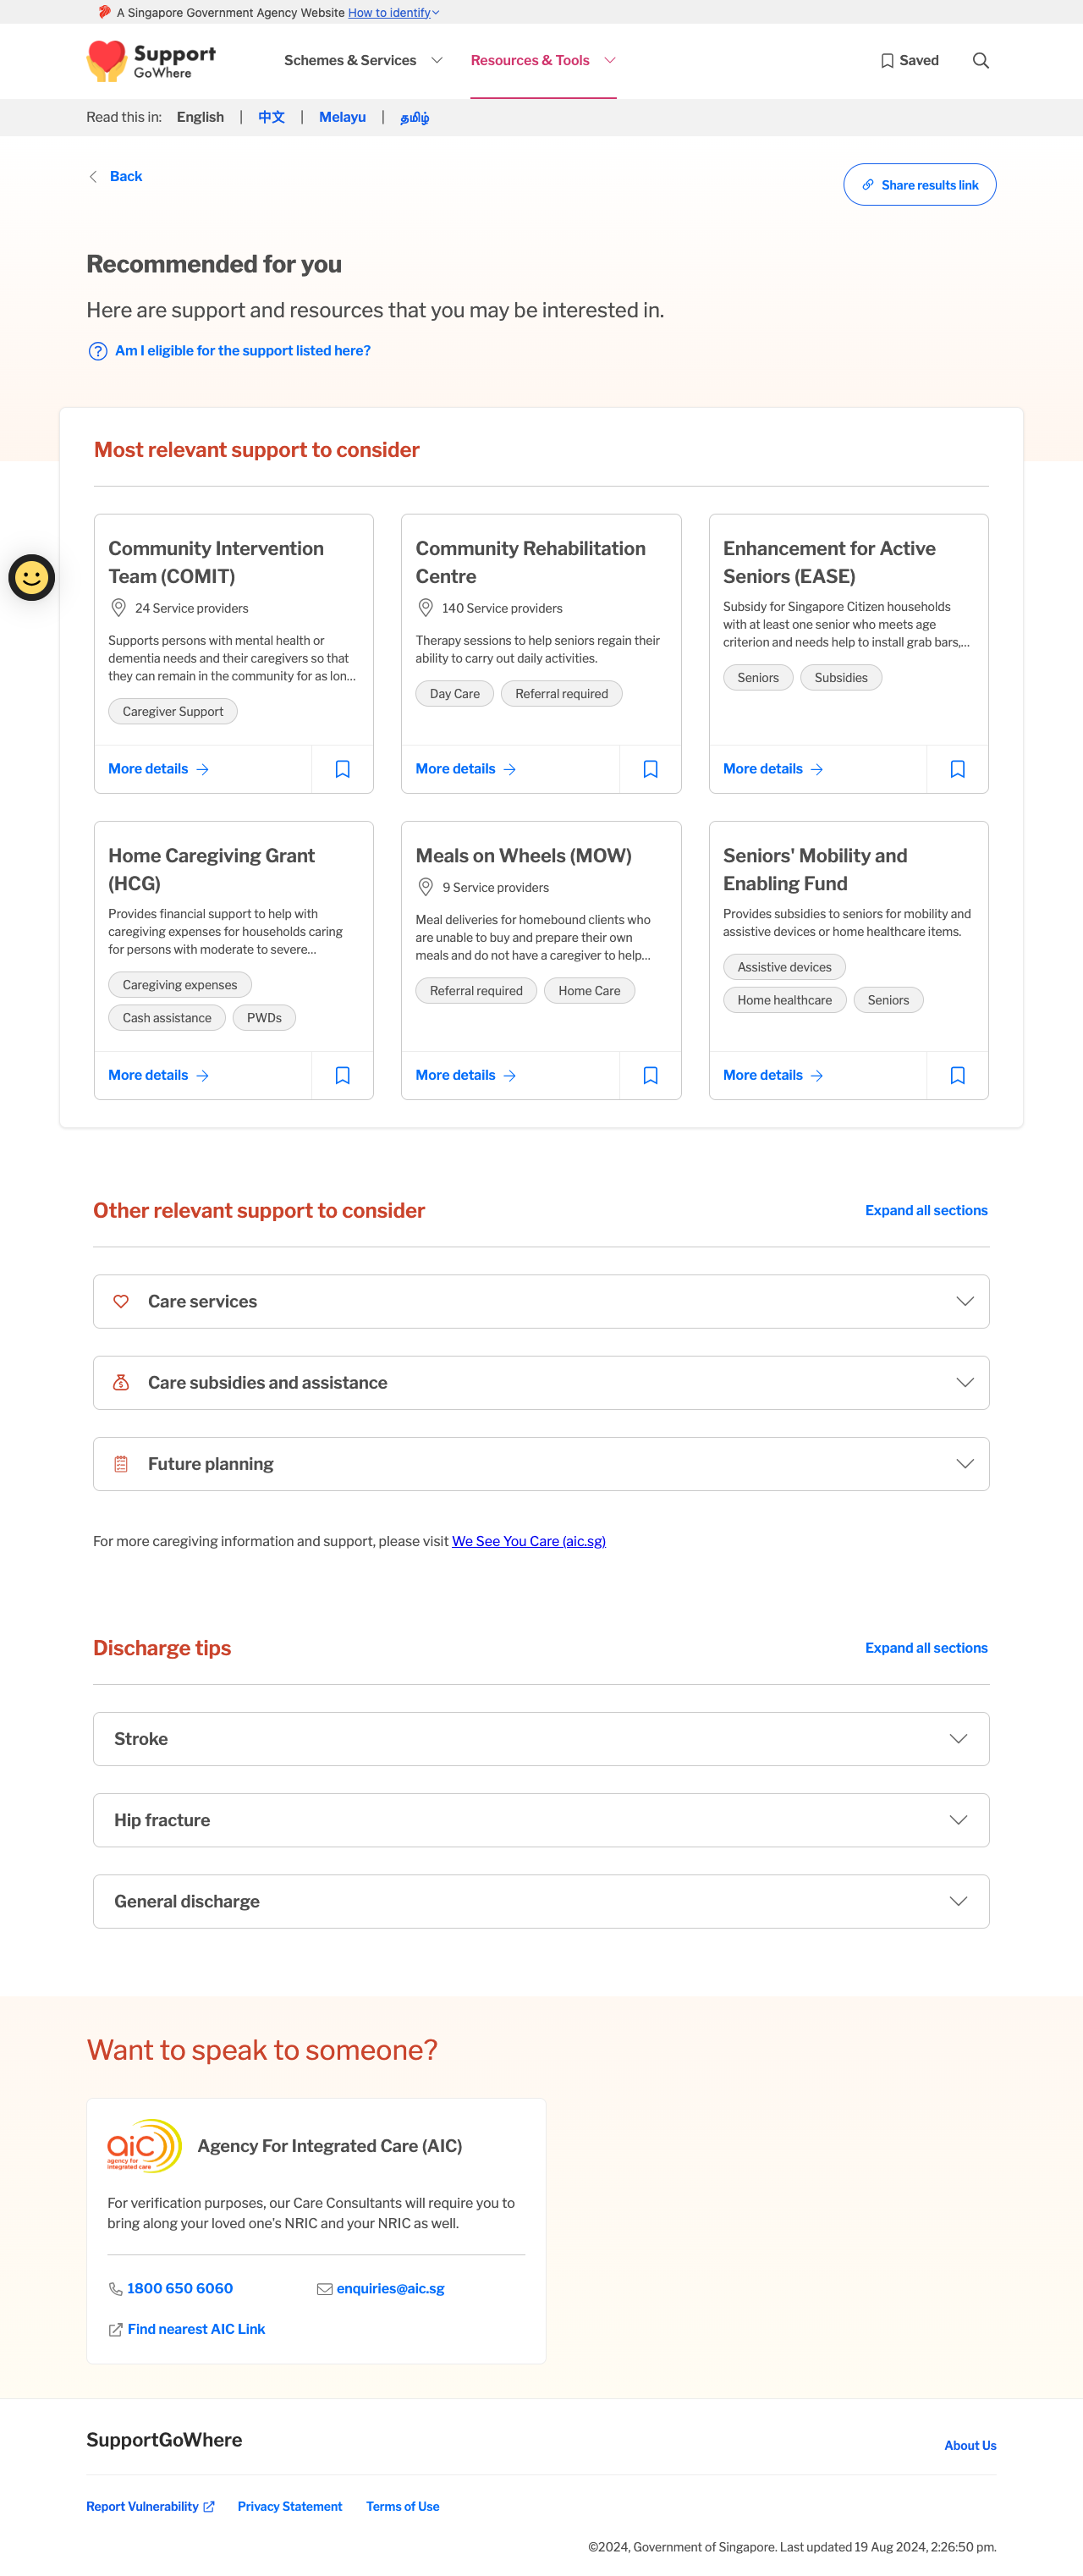 A Singapore Government Agency Website How to identify
Support
GoWhere
Schemes & Services
Resources & Tools
Saved
Read this in: English | 中文 | Melayu | தமிழ்
Back
Share results link
Recommended for you
Here are support and resources that you may be interested in.
Am I eligible for the support listed here?
Most relevant support to consider
Community Intervention
Team (COMIT)
24 Service providers
Supports persons with mental health or
dementia needs and their caregivers so that
they can remain in the community for as lon...
Caregiver Support
More details
Community Rehabilitation
Centre
140 Service providers
Therapy sessions to help seniors regain their
ability to carry out daily activities.
Day Care
Referral required
More details
Enhancement for Active
Seniors (EASE)
Subsidy for Singapore Citizen households
with at least one senior who meets age
criterion and needs help to install grab bars,...
Seniors
Subsidies
More details
Home Caregiving Grant
(HCG)
Provides financial support to help with
caregiving expenses for households caring
for persons with moderate to severe...
Caregiving expenses
Cash assistance
PWDs
More details
Meals on Wheels (MOW)
9 Service providers
Meal deliveries for homebound clients who
are unable to buy and prepare their own
meals and do not have a caregiver to help...
Referral required
Home Care
More details
Seniors' Mobility and
Enabling Fund
Provides subsidies to seniors for mobility and
assistive devices or home healthcare items.
Assistive devices
Home healthcare
Seniors
More details
Other relevant support to consider
Expand all sections
Care services
Care subsidies and assistance
Future planning
For more caregiving information and support, please visit We See You Care (aic.sg)
Discharge tips
Expand all sections
Stroke
Hip fracture
General discharge
Want to speak to someone?
aic
agency for
integrated care
Agency For Integrated Care (AIC)
For verification purposes, our Care Consultants will require you to
bring along your loved one's NRIC and your NRIC as well.
1800 650 6060
enquiries@aic.sg
Find nearest AIC Link
SupportGoWhere
About Us
Report Vulnerability
Privacy Statement
Terms of Use
©2024, Government of Singapore. Last updated 19 Aug 2024, 2:26:50 pm.